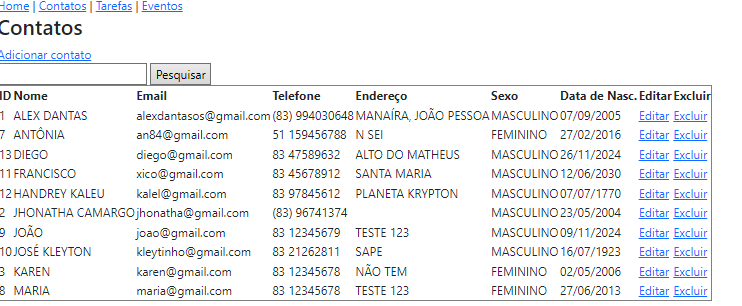 Home | Contatos | Tarefas | Eventos
Contatos
Adicionar contato
Pesquisar
ID Nome Email Telefone Endereço Sexo Data de Nasc. Editar Excluir
1 ALEX DANTAS alexdantasos@gmail.com (83) 994030648 MANAÍRA, JOÃO PESSOA MASCULINO 07/09/2005 Editar Excluir
7 ANTÔNIA an84@gmail.com 51 159456788 N SEI FEMININO 27/02/2016 Editar Excluir
13 DIEGO diego@gmail.com 83 47589632 ALTO DO MATHEUS MASCULINO 26/11/2024 Editar Excluir
11 FRANCISCO xico@gmail.com 83 45678912 SANTA MARIA MASCULINO 12/06/2030 Editar Excluir
12 HANDREY KALEU kalel@gmail.com 83 97845612 PLANETA KRYPTON MASCULINO 07/07/1770 Editar Excluir
2 JHONATHA CAMARGO jhonatha@gmail.com (83) 96741374 MASCULINO 23/05/2004 Editar Excluir
9 JOÃO joao@gmail.com 83 12345679 TESTE 123 MASCULINO 09/11/2024 Editar Excluir
10 JOSÉ KLEYTON kleytinho@gmail.com 83 21262811 SAPE MASCULINO 16/07/1923 Editar Excluir
3 KAREN karen@gmail.com 83 12345678 NÃO TEM FEMININO 02/05/2006 Editar Excluir
8 MARIA maria@gmail.com 83 12345678 TESTE 123 FEMININO 27/06/2013 Editar Excluir